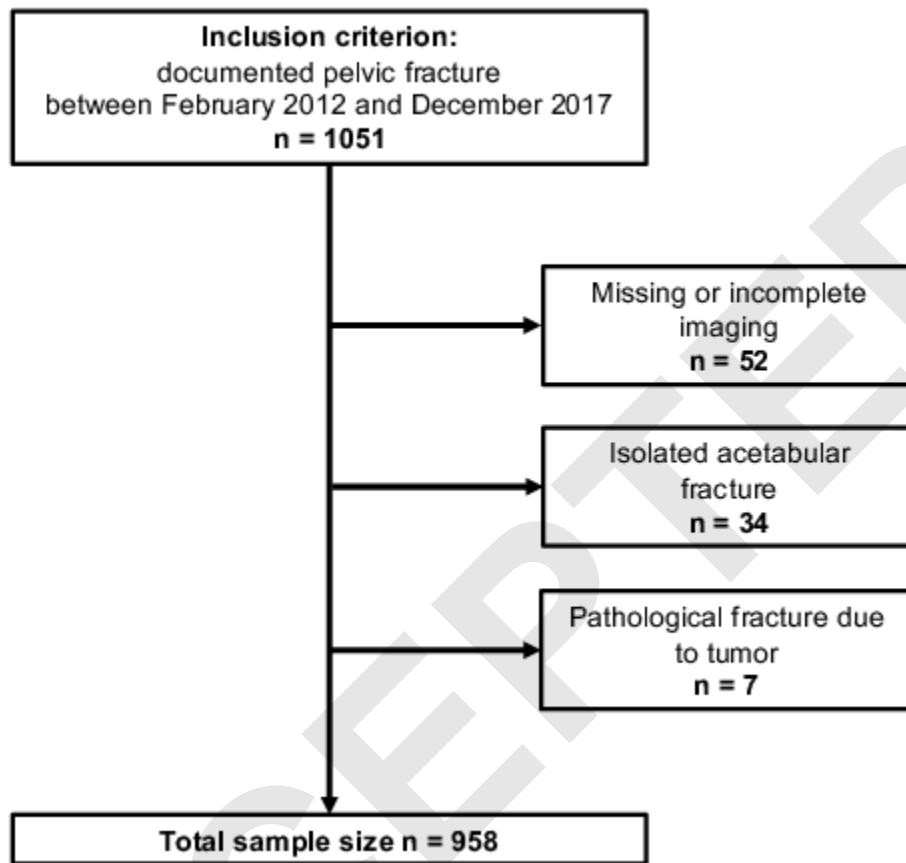 Inclusion criterion:
documented pelvic fracture
between February 2012 and December 2017
n = 1051
Missing or incomplete
imaging
n = 52
Isolated acetabular
fracture
n = 34
Pathological fracture due
to tumor
n = 7
Total sample size n = 958